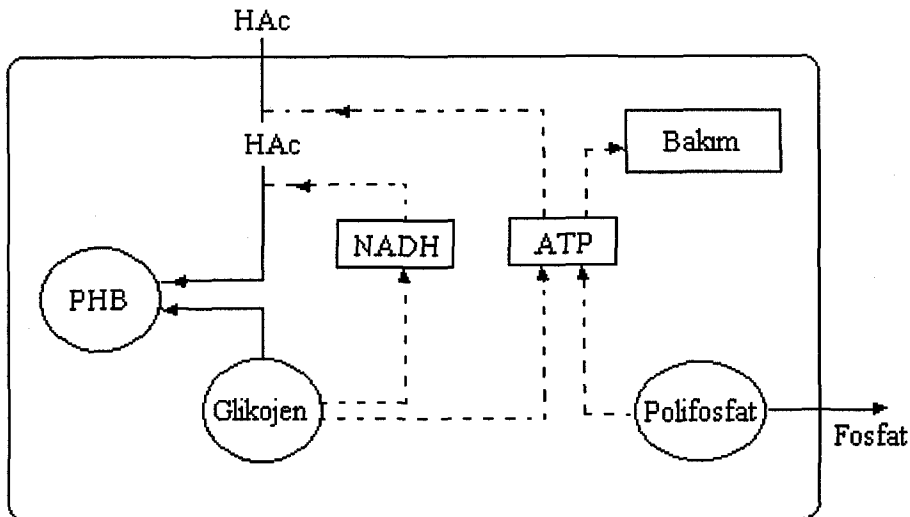 HAc
HAc
Bakım
NADH
ATP
PHB
Glikojen
Polifosfat
Fosfat